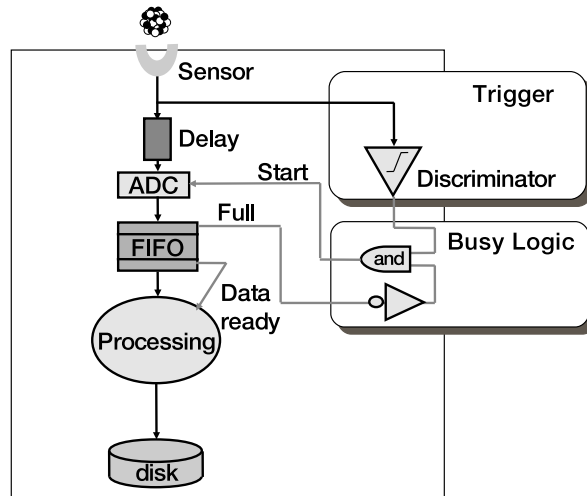 Sensor
Trigger
Delay
Discriminator
Start
ADC
Full
Busy Logic
FIFO
and
Data
ready
Processing
disk